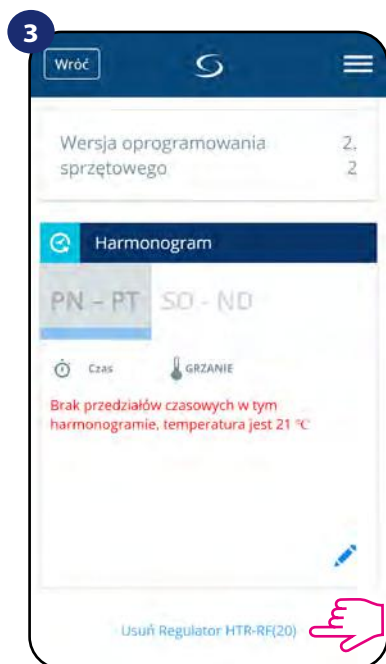 3
Wróć
Wersja oprogramowania 2.
sprzętowego 2
Harmonogram
PN - PT SO - ND
Czas GRZANIE
Brak przedziałów czasowych w tym
harmonogramie, temperatura jest 21 °C
Usuń Regulator HTR-RF(20)